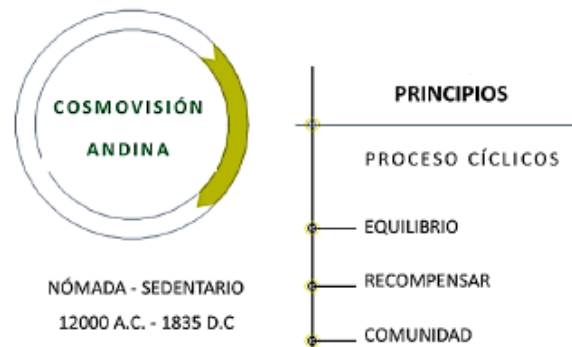 COSMOVISIÓN
ANDINA
NÓMADA - SEDENTARIO
12000 A.C. - 1835 D.C
PRINCIPIOS
PROCESO CÍCLICOS
EQUILIBRIO
RECOMPENSAR
COMUNIDAD